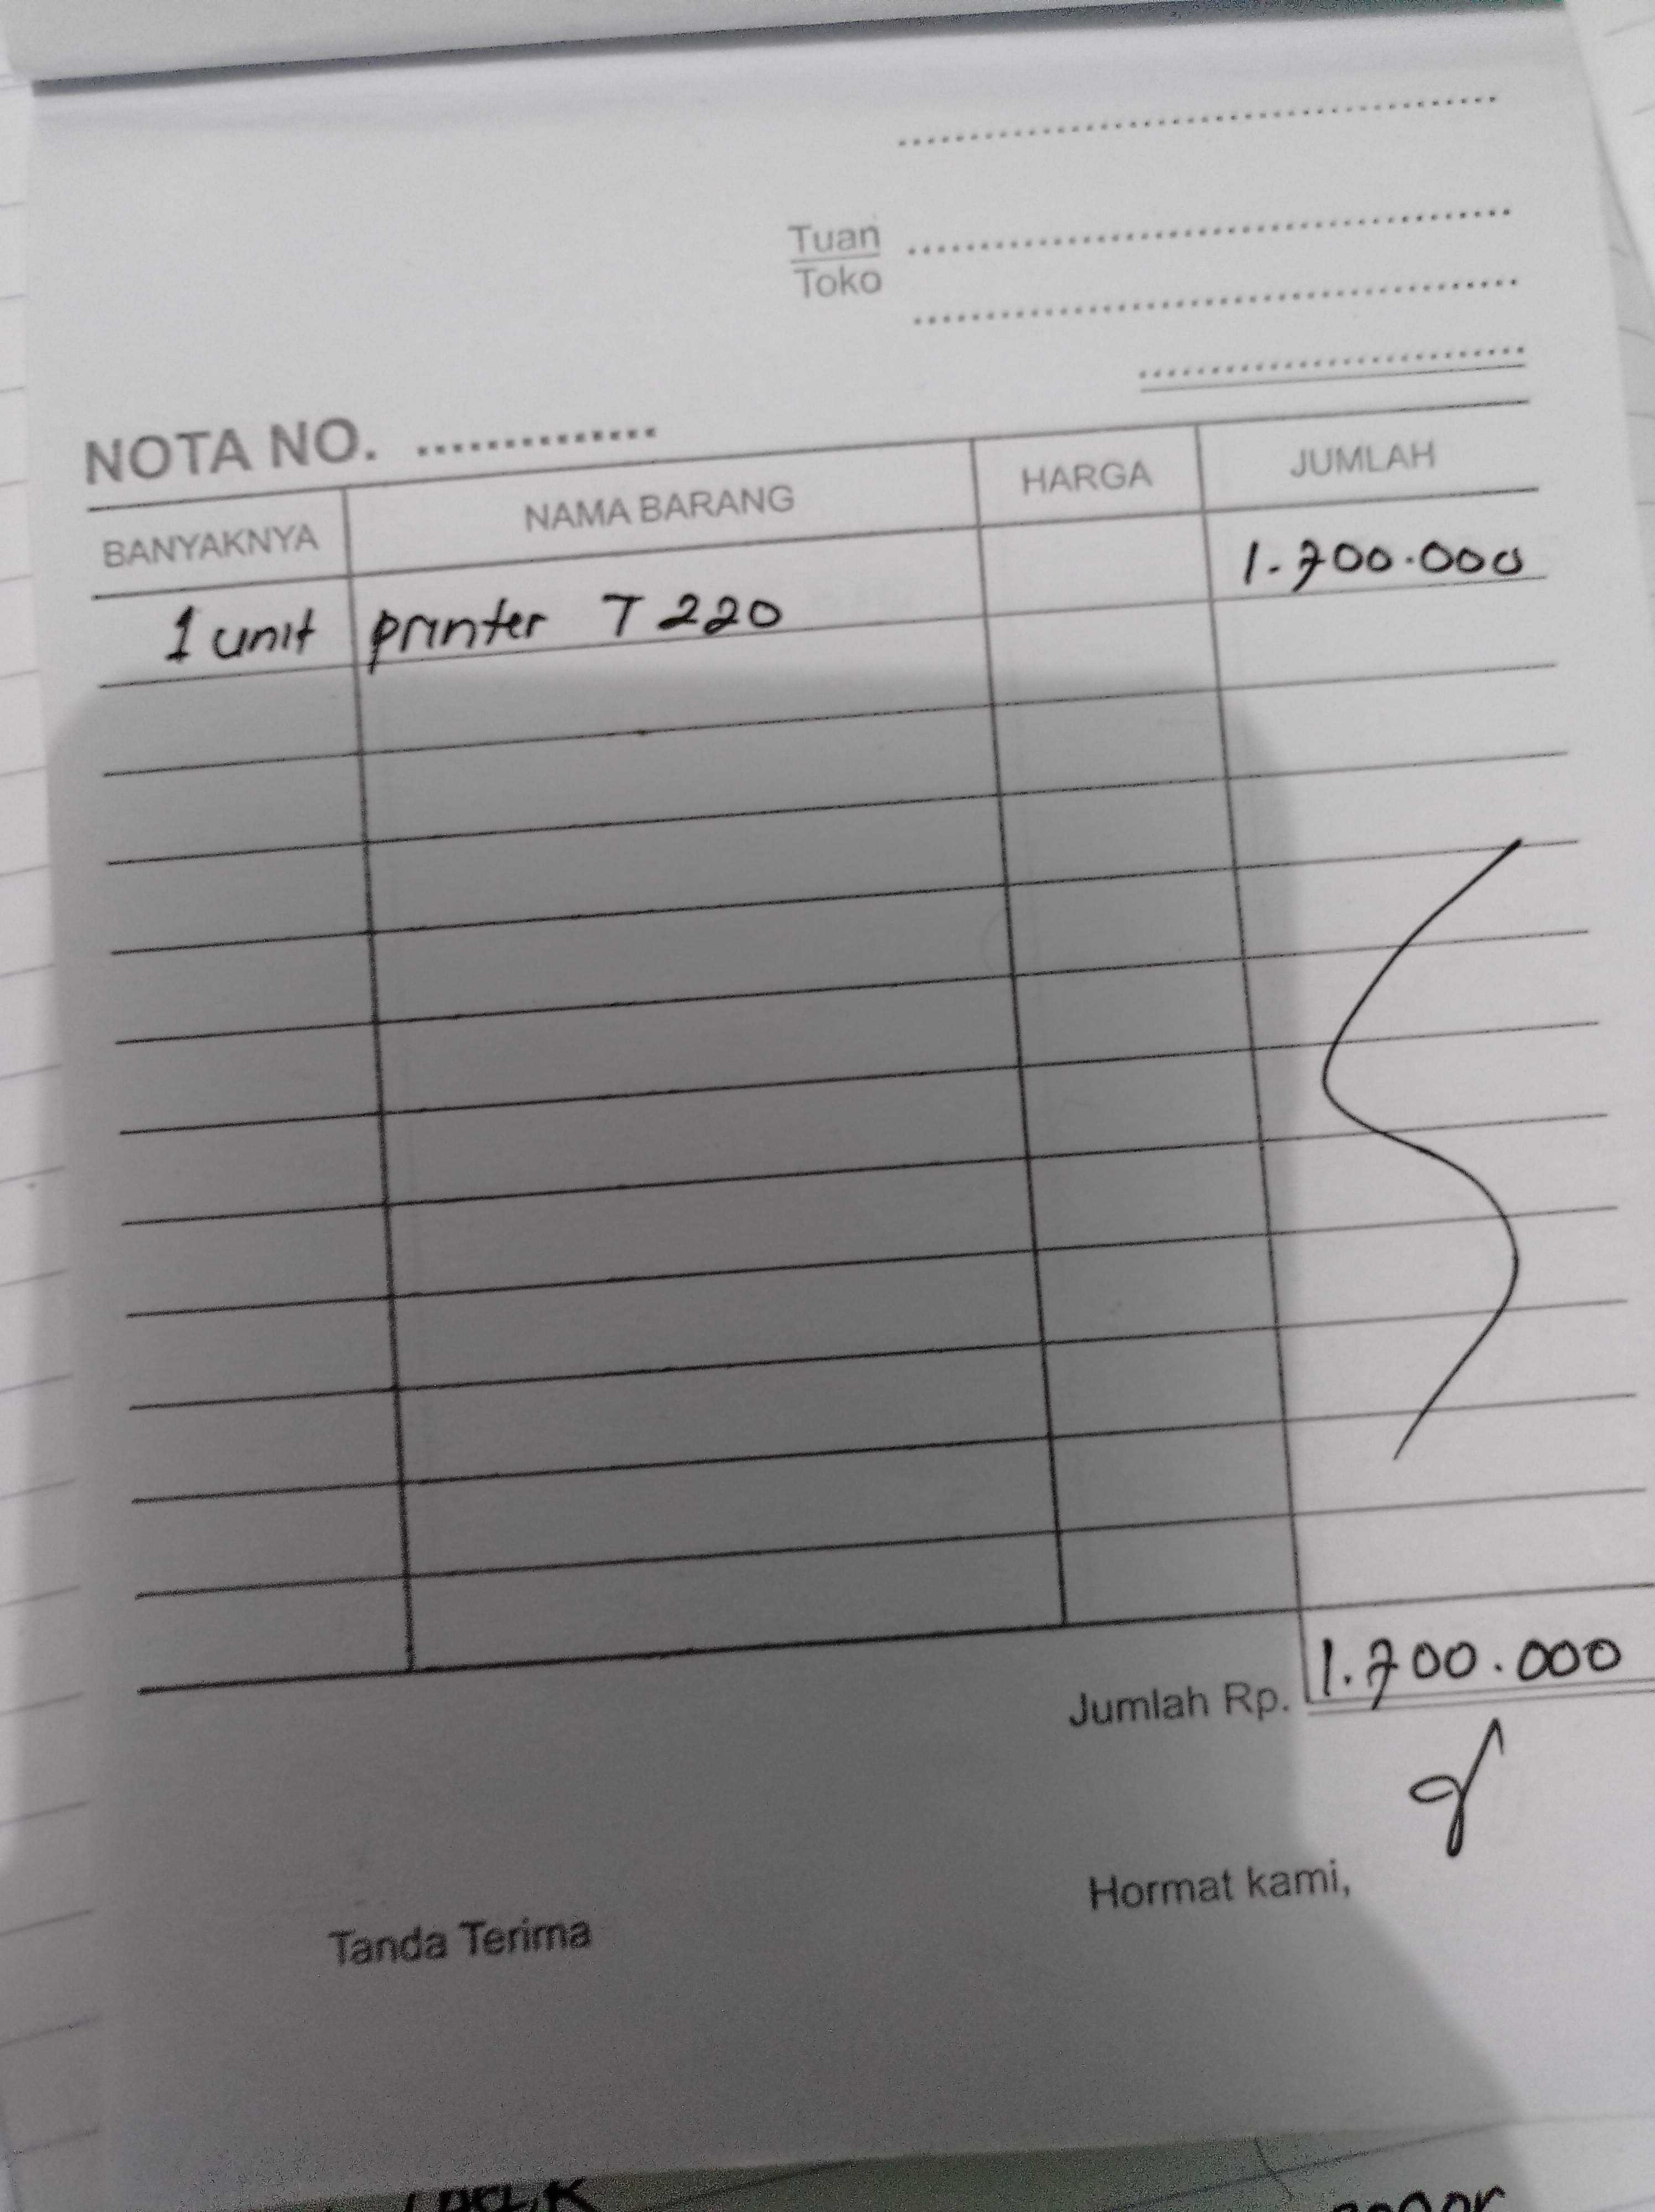 Tuan
Toko
NOTA NO. ..............
BANYAKNYA NAMA BARANG HARGA JUMLAH
1 unit printer T 220 1.700.000
Jumlah Rp. 1.700.000
Tanda Terima Hormat kami,